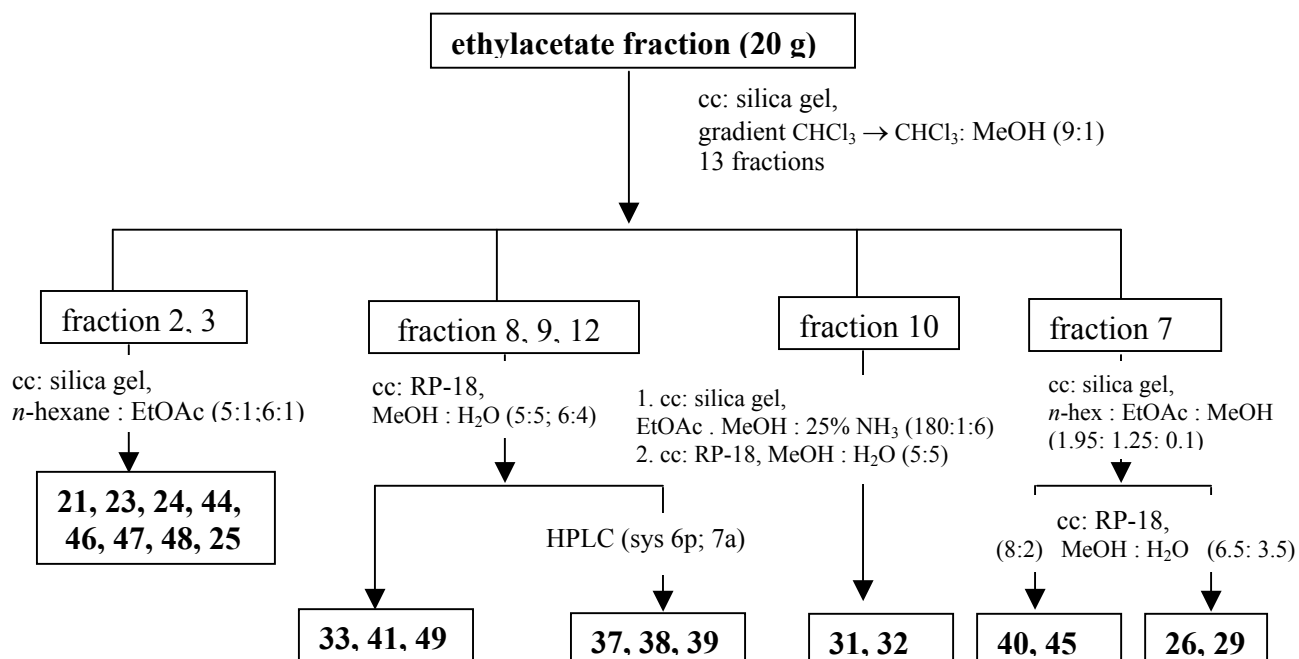 ethylacetate fraction (20 g)
cc: silica gel,
gradient CHCl₃ → CHCl₃: MeOH (9:1)
13 fractions
fraction 2, 3
cc: silica gel,
n-hexane : EtOAc (5:1;6:1)
21, 23, 24, 44,
46, 47, 48, 25
fraction 8, 9, 12
cc: RP-18,
MeOH : H₂O (5:5; 6:4)
HPLC (sys 6p; 7a)
33, 41, 49
37, 38, 39
fraction 10
1. cc: silica gel,
EtOAc . MeOH : 25% NH₃ (180:1:6)
2. cc: RP-18, MeOH : H₂O (5:5)
31, 32
fraction 7
cc: silica gel,
n-hex : EtOAc : MeOH
(1.95: 1.25: 0.1)
cc: RP-18,
(8:2) MeOH : H₂O (6.5: 3.5)
40, 45
26, 29